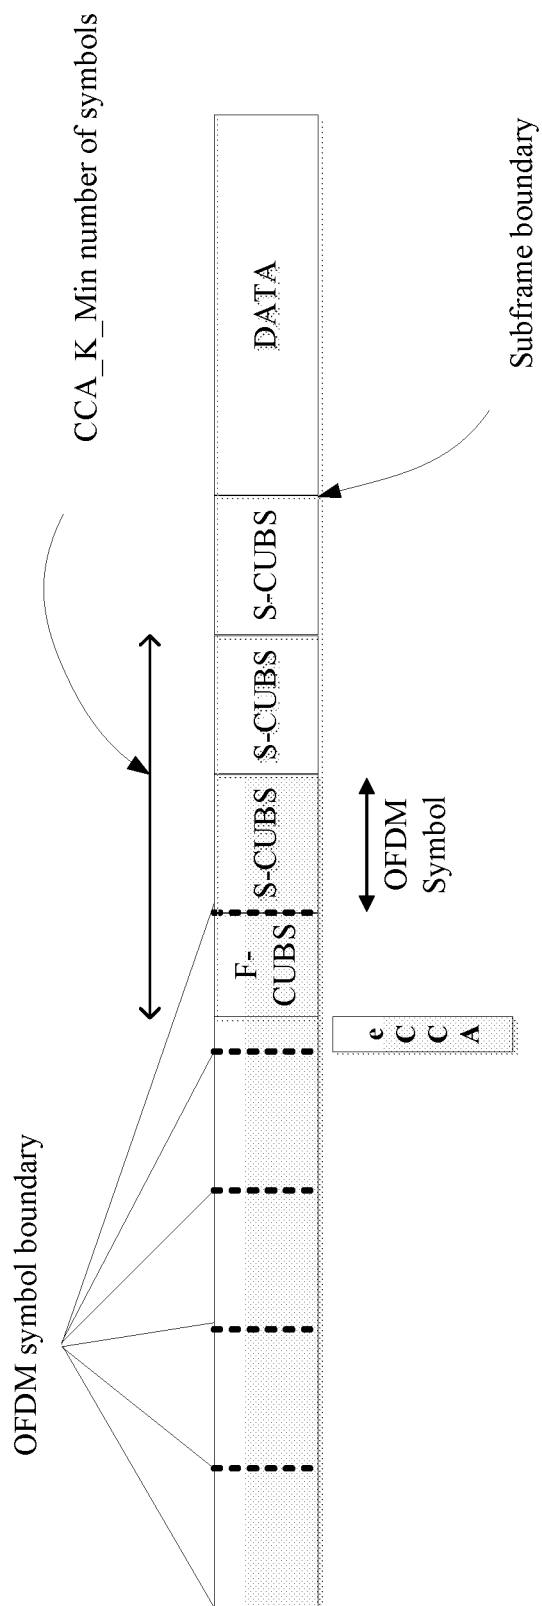 CCA_K_Min number of symbols
Subframe boundary
DATA
S-CUBS
S-CUBS
S-CUBS
F-
CUBS
OFDM
Symbol
e
C
C
A
OFDM symbol boundary